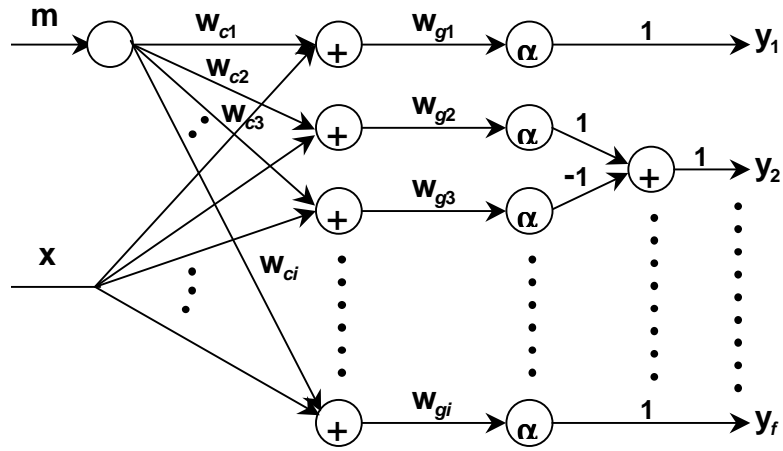 m w_c1 w_g1 1 y_1
+ α
w_c2 w_g2 1
+ α
w_c3 -1 + 1 y_2
w_g3
+ α
x
w_ci
w_gi 1 y_f
+ α